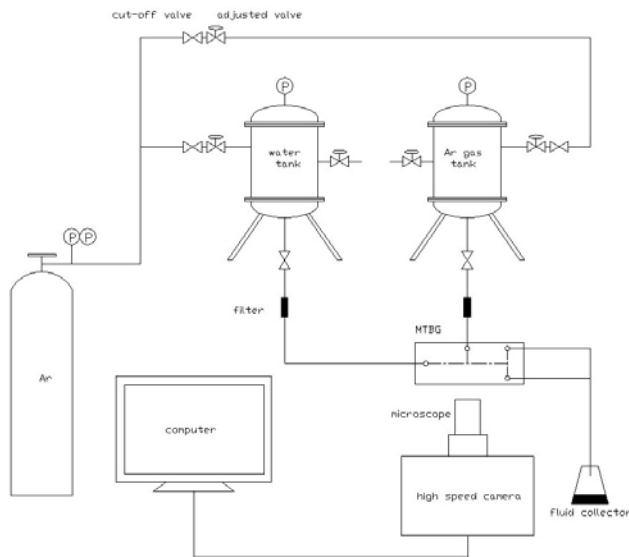 cut-off valve adjusted valve
P
P
water
tank
Ar gas
tank
P P
filter
MTBG
Ar
microscope
computer
high speed camera
fluid collector